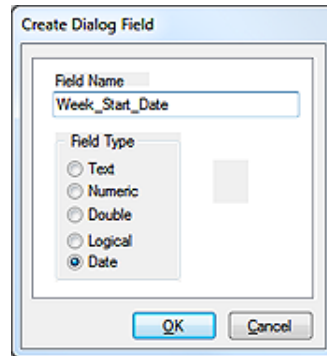 Create Dialog Field
Field Name
Week_Start_Date
Field Type
Text
Numeric
Double
Logical
Date
OK Cancel